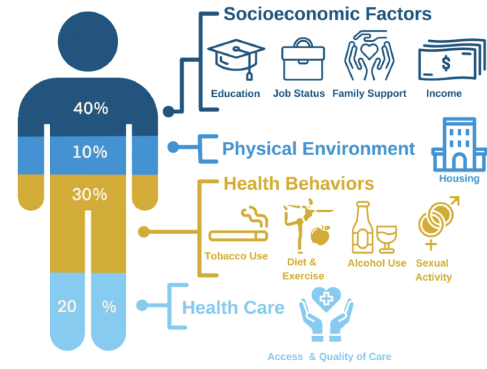 Socioeconomic Factors
Education
Job Status
Family Support
Income
$
40%
10%
Physical Environment
Housing
30%
Health Behaviors
Tobacco Use
Diet &
Exercise
Alcohol Use
Sexual
Activity
20 %
Health Care
Access & Quality of Care